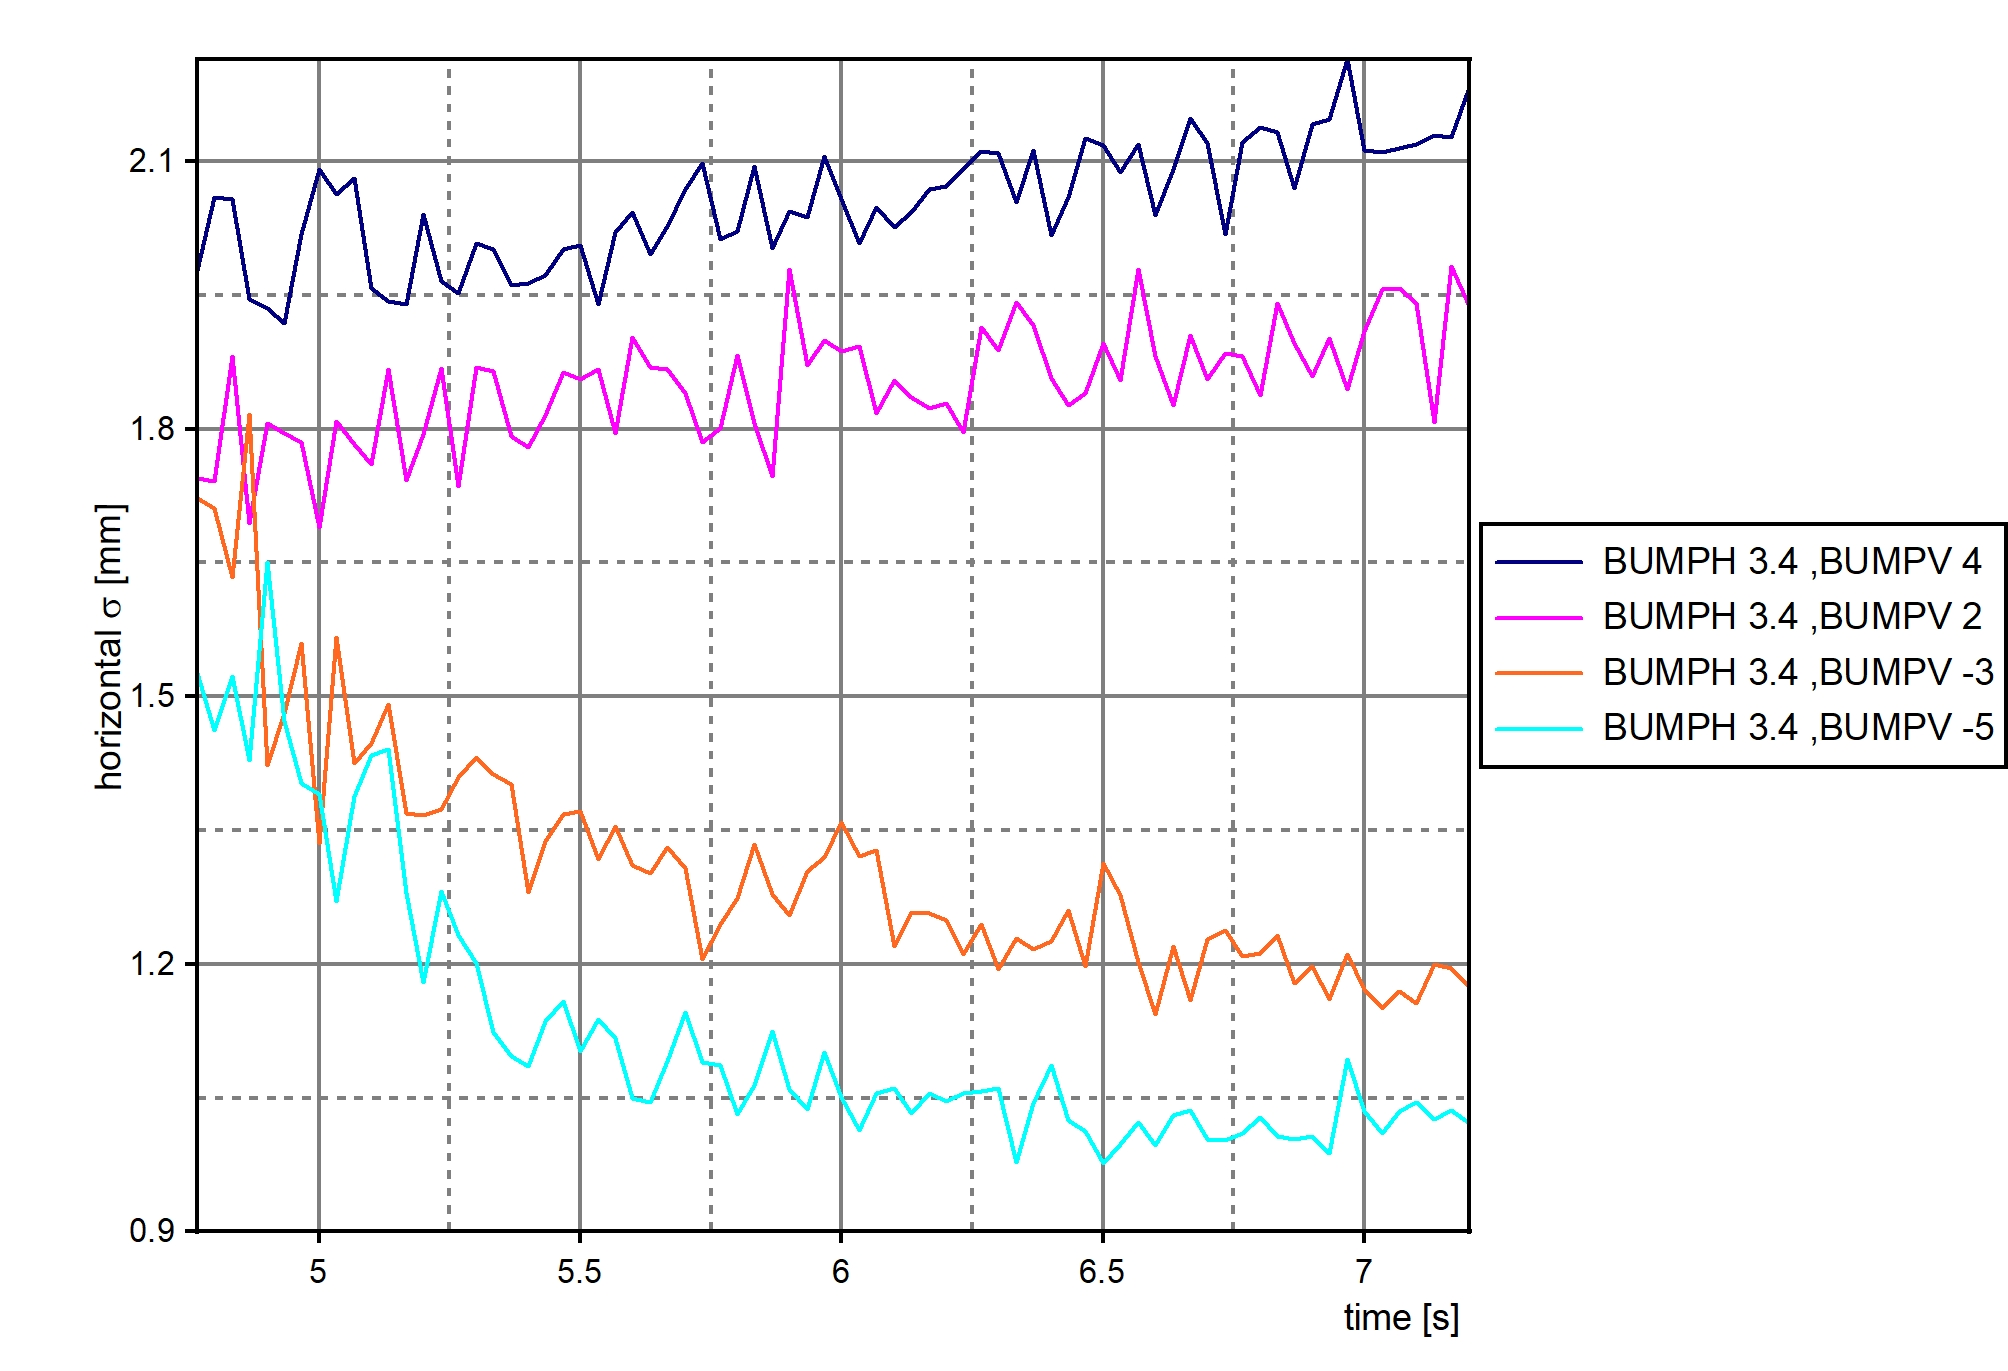 2.1
1.8
1.5
1.2
0.9
horizontal σ [mm]
5
5.5
6
6.5
7
time [s]
BUMPH 3.4 ,BUMPV 4
BUMPH 3.4 ,BUMPV 2
BUMPH 3.4 ,BUMPV -3
BUMPH 3.4 ,BUMPV -5